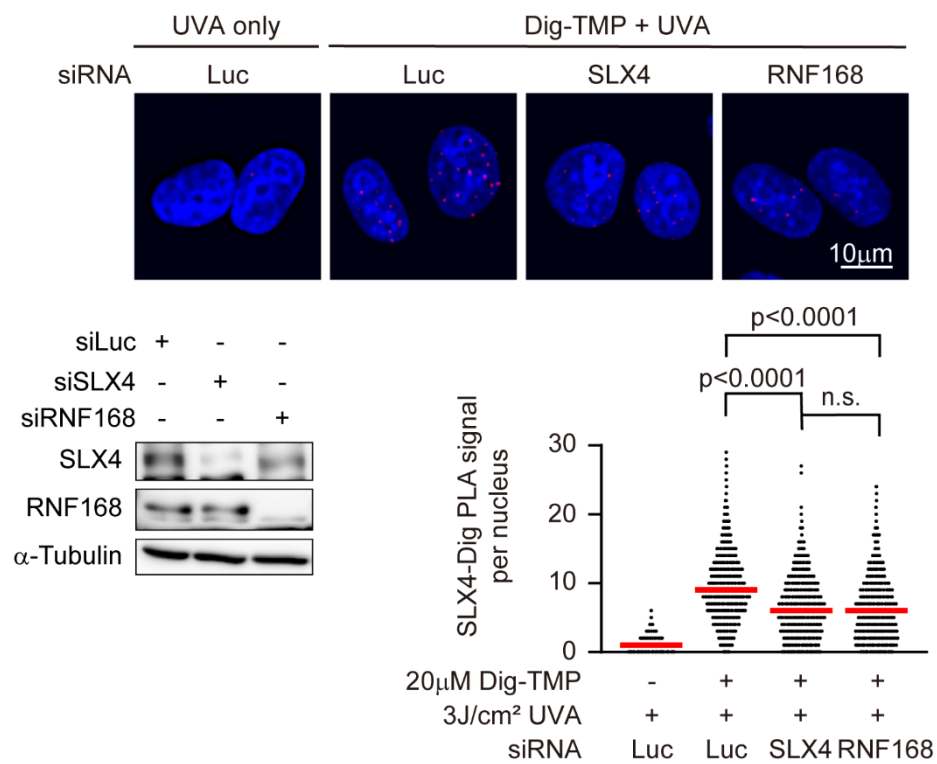 UVA only Dig-TMP + UVA
siRNA Luc Luc SLX4 RNF168
10μm
siLuc + - -
siSLX4 - + -
siRNF168 - - +
SLX4
RNF168
α-Tubulin
p<0.0001
p<0.0001
n.s.
SLX4-Dig PLA signal
per nucleus
30
20
10
0
20μM Dig-TMP - + + +
3J/cm² UVA + + + +
siRNA Luc Luc SLX4 RNF168